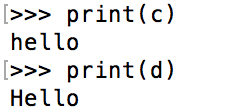 [>>> print(c)
hello
[>>> print(d)
Hello